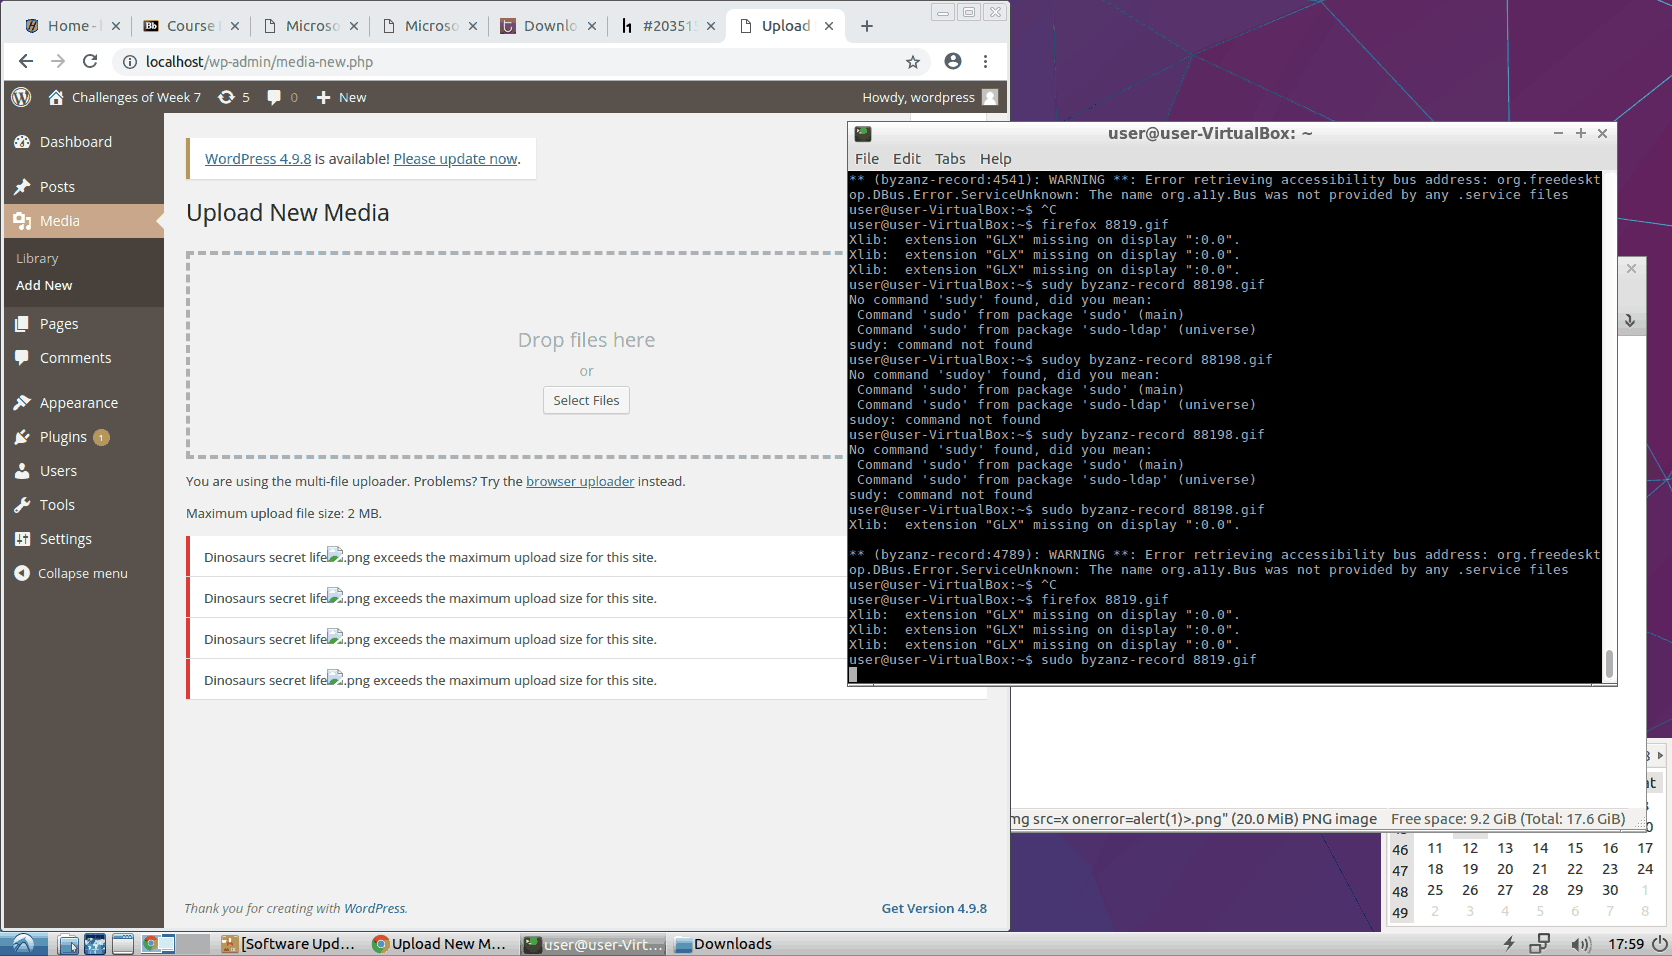 Home -
Course
Microso
Microso
Downlo
#20351
Upload
localhost/wp-admin/media-new.php
Challenges of Week 7
5
0
New
Howdy, wordpress
Dashboard
Posts
Media
Library
Add New
Pages
Comments
Appearance
Plugins 1
Users
Tools
Settings
Collapse menu
WordPress 4.9.8 is available! Please update now.
Upload New Media
Drop files here
or
Select Files
You are using the multi-file uploader. Problems? Try the browser uploader instead.
Maximum upload file size: 2 MB.
Dinosaurs secret life.png exceeds the maximum upload size for this site.
Dinosaurs secret life.png exceeds the maximum upload size for this site.
Dinosaurs secret life.png exceeds the maximum upload size for this site.
Dinosaurs secret life.png exceeds the maximum upload size for this site.
Thank you for creating with WordPress.
Get Version 4.9.8
user@user-VirtualBox: ~
File Edit Tabs Help
** (byzanz-record:4541): WARNING **: Error retrieving accessibility bus address: org.freedeskt
op.DBus.Error.ServiceUnknown: The name org.a11y.Bus was not provided by any .service files
user@user-VirtualBox:~$ ^C
user@user-VirtualBox:~$ firefox 8819.gif
Xlib:  extension "GLX" missing on display ":0.0".
Xlib:  extension "GLX" missing on display ":0.0".
Xlib:  extension "GLX" missing on display ":0.0".
user@user-VirtualBox:~$ sudy byzanz-record 88198.gif
No command 'sudy' found, did you mean:
 Command 'sudo' from package 'sudo' (main)
 Command 'sudo' from package 'sudo-ldap' (universe)
sudy: command not found
user@user-VirtualBox:~$ sudoy byzanz-record 88198.gif
No command 'sudoy' found, did you mean:
 Command 'sudo' from package 'sudo' (main)
 Command 'sudo' from package 'sudo-ldap' (universe)
sudoy: command not found
user@user-VirtualBox:~$ sudy byzanz-record 88198.gif
No command 'sudy' found, did you mean:
 Command 'sudo' from package 'sudo' (main)
 Command 'sudo' from package 'sudo-ldap' (universe)
sudy: command not found
user@user-VirtualBox:~$ sudo byzanz-record 88198.gif
Xlib:  extension "GLX" missing on display ":0.0".
** (byzanz-record:4789): WARNING **: Error retrieving accessibility bus address: org.freedeskt
op.DBus.Error.ServiceUnknown: The name org.a11y.Bus was not provided by any .service files
user@user-VirtualBox:~$ ^C
user@user-VirtualBox:~$ firefox 8819.gif
Xlib:  extension "GLX" missing on display ":0.0".
Xlib:  extension "GLX" missing on display ":0.0".
Xlib:  extension "GLX" missing on display ":0.0".
user@user-VirtualBox:~$ sudo byzanz-record 8819.gif
mg src=x onerror=alert(1)>.png" (20.0 MiB) PNG image
Free space: 9.2 GiB (Total: 17.6 GiB)
46 11 12 13 14 15 16 17
47 18 19 20 21 22 23 24
48 25 26 27 28 29 30 1
49 2 3 4 5 6 7 8
[Software Upd...
Upload New M...
user@user-Virt...
Downloads
17:59